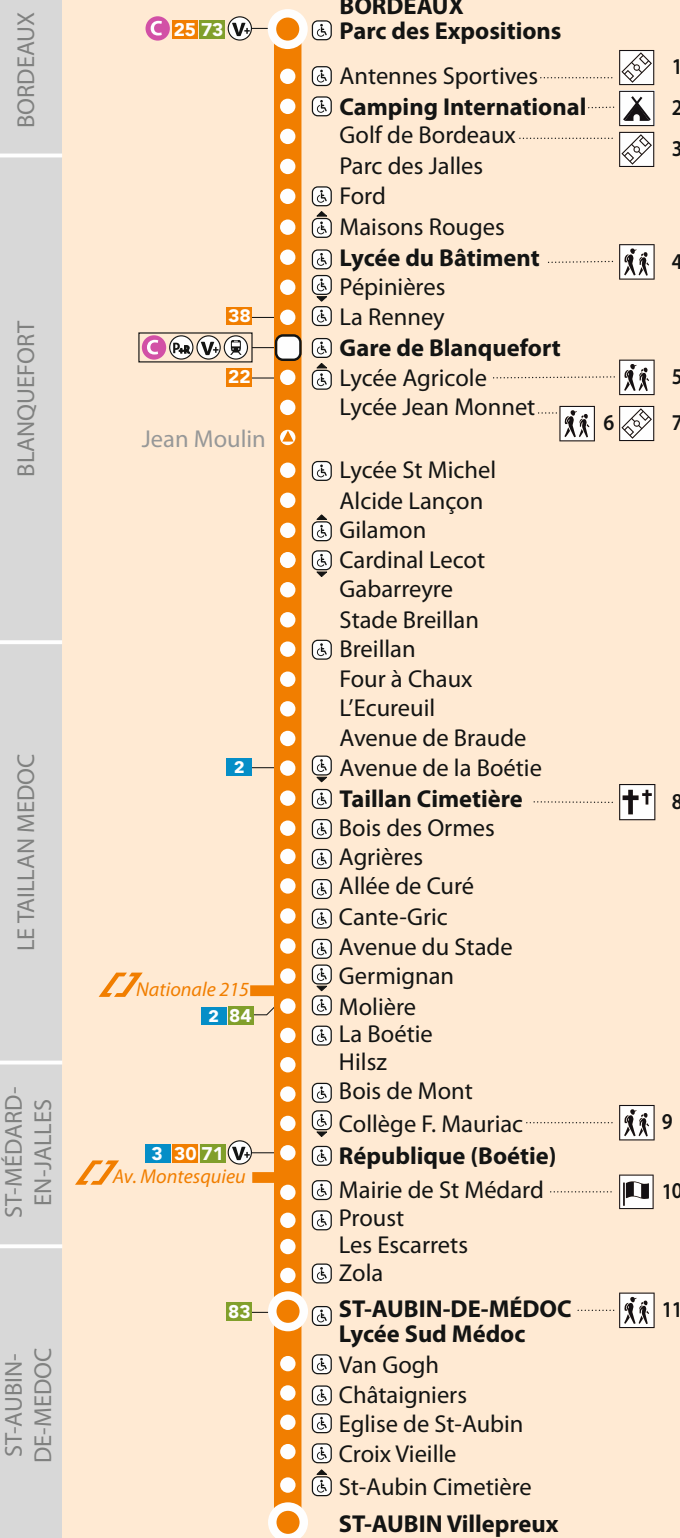 BORDEAUX
BORDEAUX
C 25 73 V+ Parc des Expositions
Antennes Sportives 1
Camping International 2
Golf de Bordeaux 3
Parc des Jalles
BLANQUEFORT
Ford
Maisons Rouges
Lycée du Bâtiment 4
Pépinières
38 La Renney
C P+R V+ Gare de Blanquefort
22 Lycée Agricole 5
Lycée Jean Monnet 6 7
Jean Moulin
Lycée St Michel
Alcide Lançon
Gilamon
Cardinal Lecot
Gabarreyre
Stade Breillan
LE TAILLAN MEDOC
Breillan
Four à Chaux
L'Ecureuil
Avenue de Braude
2 Avenue de la Boétie
Taillan Cimetière 8
Bois des Ormes
Agrières
Allée de Curé
Cante-Gric
Avenue du Stade
Germignan
Nationale 215
2 84 Molière
La Boétie
Hilsz
ST-MÉDARD-
EN-JALLES
Bois de Mont
Collège F. Mauriac 9
3 30 71 V+ République (Boétie)
Av. Montesquieu
Mairie de St Médard 10
Proust
Les Escarrets
ST-AUBIN-
DE-MEDOC
Zola
83 ST-AUBIN-DE-MÉDOC 11
Lycée Sud Médoc
Van Gogh
Châtaigniers
Eglise de St-Aubin
Croix Vieille
St-Aubin Cimetière
ST-AUBIN Villepreux